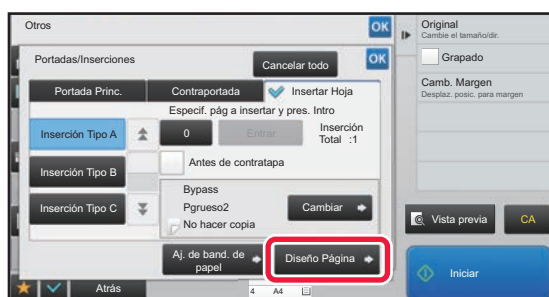 Otros
OK
Portadas/Inserciones
Cancelar todo
OK
Portada Princ.
Contraportada
Insertar Hoja
Especif. pág a insertar y pres. Intro
Inserción Tipo A
0
Entrar
Inserción
Total :1
Antes de contratapa
Inserción Tipo B
Inserción Tipo C
Bypass
Pgrueso2
No hacer copia
Cambiar
Aj. de band. de
papel
Diseño Página
Atrás
4
A4
Original
Cambie el tamaño/dir.
Grapado
Camb. Margen
Desplaz. posic. para margen
Vista previa
CA
Iniciar